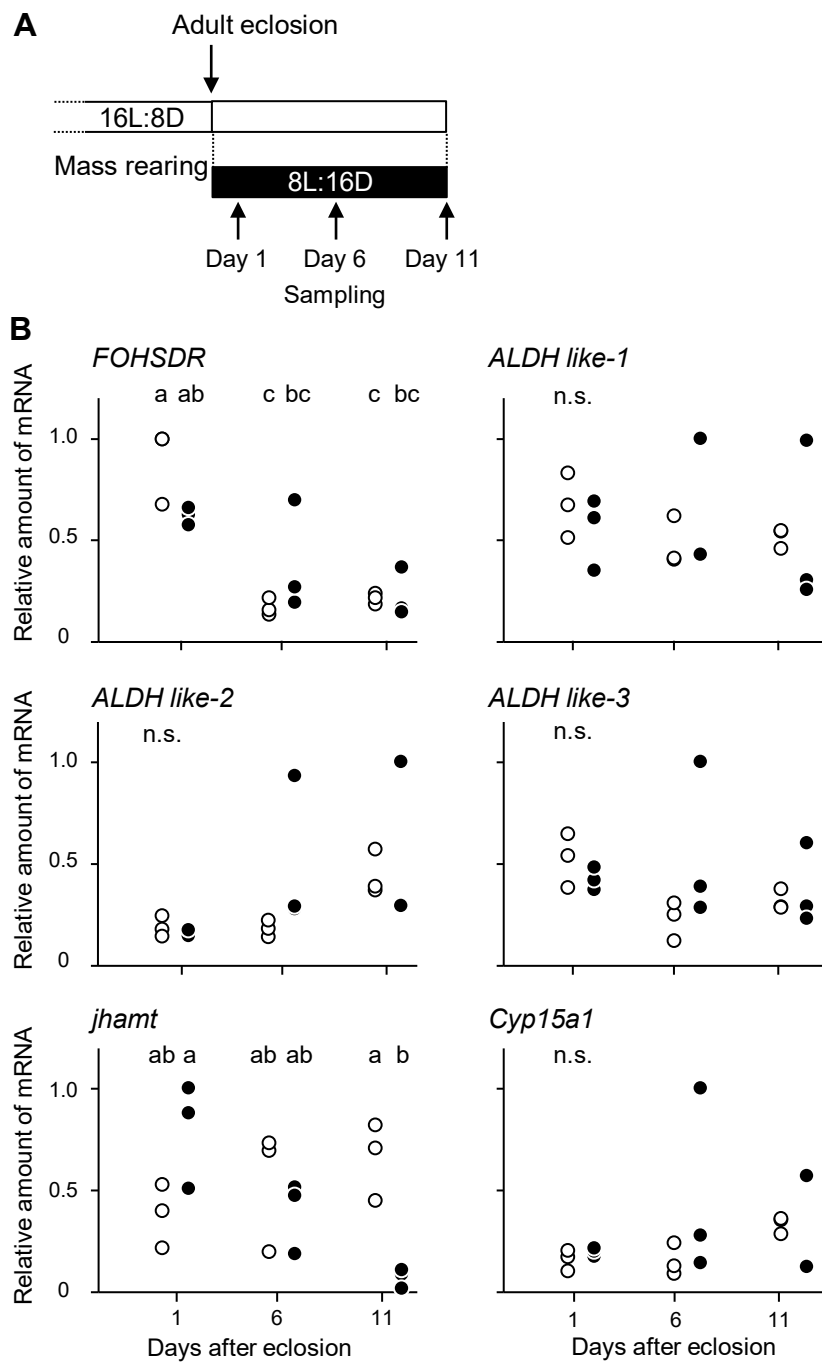 A
Adult eclosion
16L:8D
Mass rearing
8L:16D
Day 1 Day 6 Day 11
Sampling
B
FOHSDR
a ab c bc c bc
Relative amount of mRNA
1.0
0.5
0
ALDH like-1
n.s.
ALDH like-2
n.s.
Relative amount of mRNA
1.0
0.5
0
ALDH like-3
n.s.
jhamt
ab a ab ab a b
Relative amount of mRNA
1.0
0.5
0
1 6 11
Days after eclosion
Cyp15a1
n.s.
1 6 11
Days after eclosion